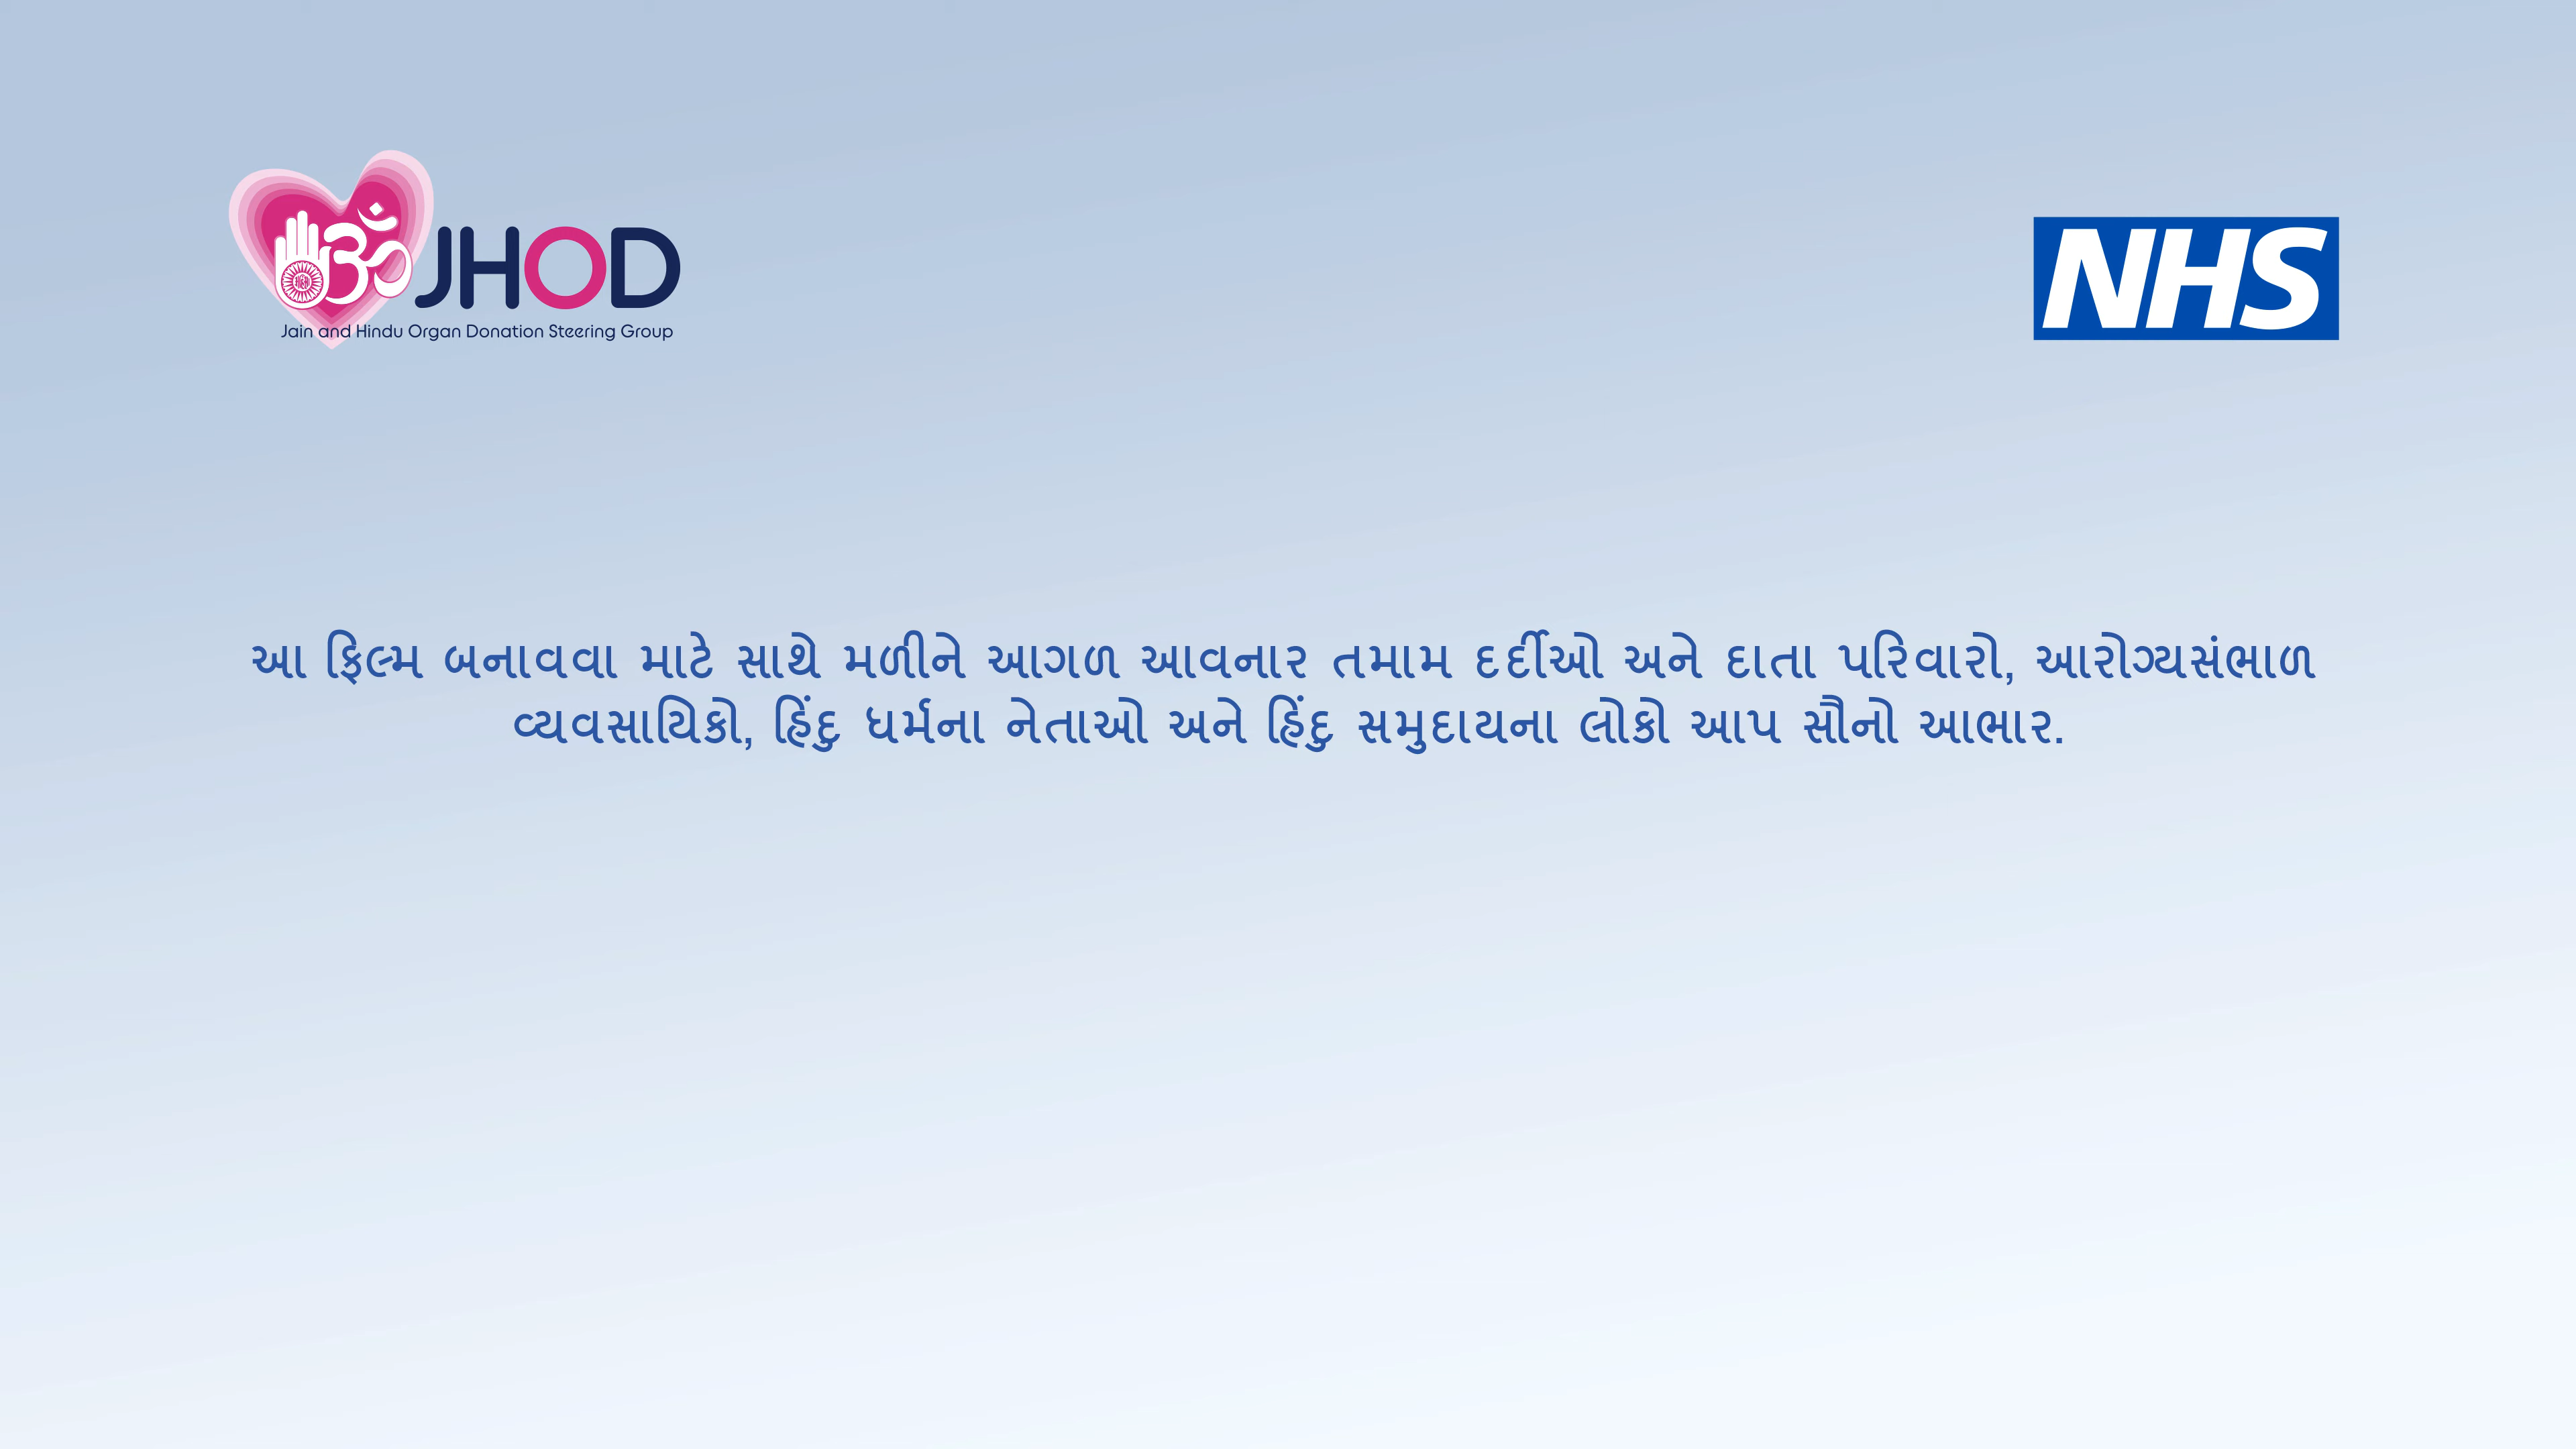 ૐ JHOD
Jain and Hindu Organ Donation Steering Group
NHS
આ ફિલ્મ બનાવવા માટે સાથે મળીને આગળ આવનાર તમામ દર્દીઓ અને દાતા પરિવારો, આરોગ્યસંભાળ
વ્યવસાયિકો, હિંદુ ધર્મના નેતાઓ અને હિંદુ સમુદાયના લોકો આપ સૌનો આભાર.